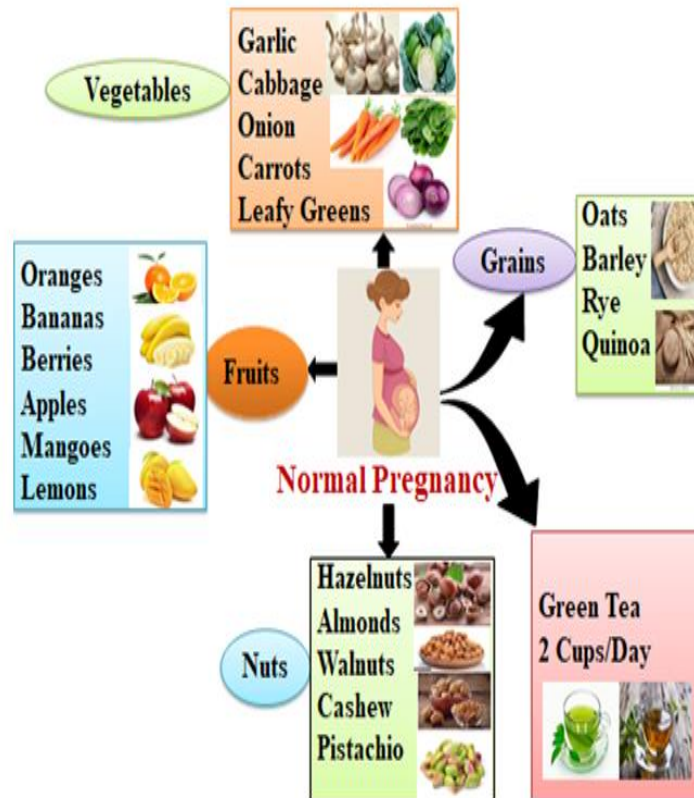 Vegetables
Garlic
Cabbage
Onion
Carrots
Leafy Greens
Grains
Oats
Barley
Rye
Quinoa
Fruits
Oranges
Bananas
Berries
Apples
Mangoes
Lemons
Normal Pregnancy
Nuts
Hazelnuts
Almonds
Walnuts
Cashew
Pistachio
Green Tea
2 Cups/Day